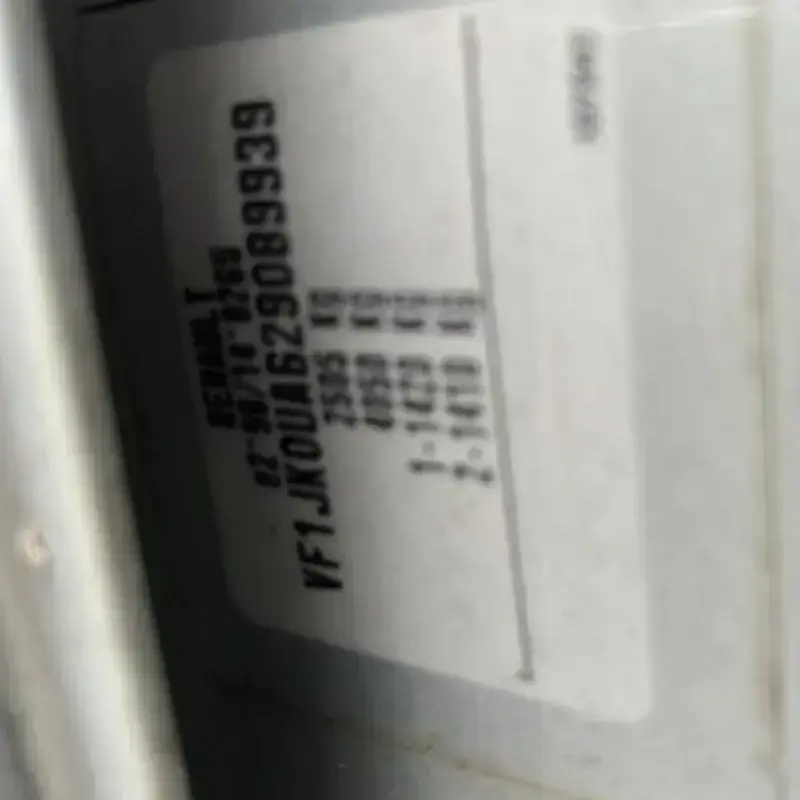 RENAULT
e2*98/14*0269
VF1JK0UA629089939
2505 KG
4050 KG
1-1420 KG
2-1410 KG